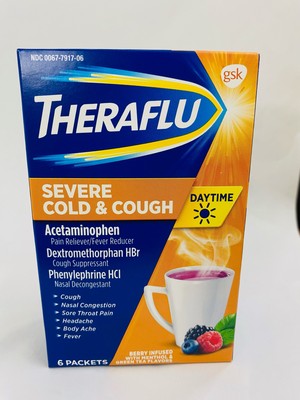 NDC 0067-7917-06
gsk
THERAFLU
SEVERE
COLD & COUGH
DAYTIME
Acetaminophen
Pain Reliever/Fever Reducer
Dextromethorphan HBr
Cough Suppressant
Phenylephrine HCl
Nasal Decongestant
• Cough
• Nasal Congestion
• Sore Throat Pain
• Headache
• Body Ache
• Fever
6 PACKETS
BERRY INFUSED
WITH MENTHOL &
GREEN TEA FLAVORS